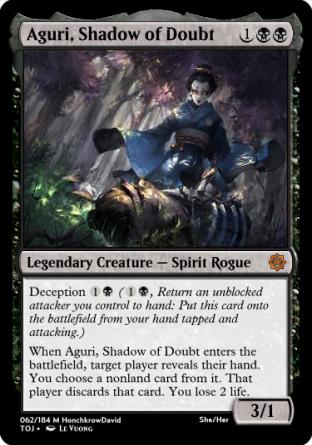 Aguri, Shadow of Doubt 1
Legendary Creature — Spirit Rogue
Deception 1 ( 1 , Return an unblocked
attacker you control to hand: Put this card onto
the battlefield from your hand tapped and
attacking.)
When Aguri, Shadow of Doubt enters the
battlefield, target player reveals their hand.
You choose a nonland card from it. That
player discards that card. You lose 2 life.
3/1
062/184 M HonchkrowDavid She/Her
TOJ • Le Vuong